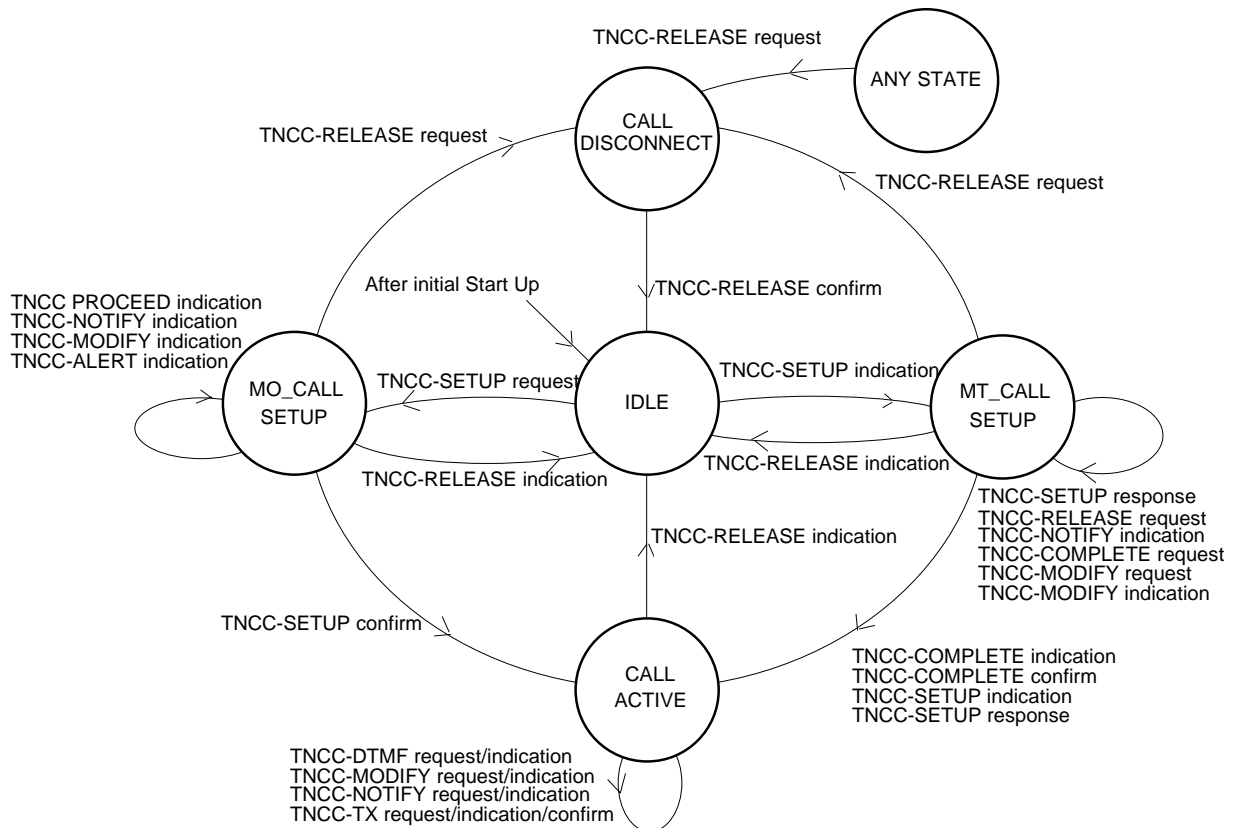 TNCC-RELEASE request
ANY STATE
CALL
DISCONNECT
TNCC-RELEASE request
TNCC-RELEASE request
After initial Start Up
TNCC-RELEASE confirm
TNCC PROCEED indication
TNCC-NOTIFY indication
TNCC-MODIFY indication
TNCC-ALERT indication
MO_CALL
SETUP
TNCC-SETUP request
IDLE
TNCC-SETUP indication
MT_CALL
SETUP
TNCC-RELEASE indication
TNCC-RELEASE indication
TNCC-SETUP response
TNCC-RELEASE request
TNCC-NOTIFY indication
TNCC-COMPLETE request
TNCC-MODIFY request
TNCC-MODIFY indication
TNCC-RELEASE indication
TNCC-SETUP confirm
CALL
ACTIVE
TNCC-COMPLETE indication
TNCC-COMPLETE confirm
TNCC-SETUP indication
TNCC-SETUP response
TNCC-DTMF request/indication
TNCC-MODIFY request/indication
TNCC-NOTIFY request/indication
TNCC-TX request/indication/confirm